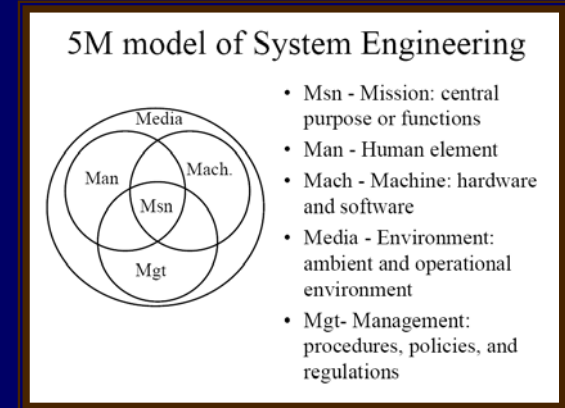 5M model of System Engineering
Media
Man
Mach.
Msn
Mgt
• Msn - Mission: central
purpose or functions
• Man - Human element
• Mach - Machine: hardware
and software
• Media - Environment:
ambient and operational
environment
• Mgt- Management:
procedures, policies, and
regulations